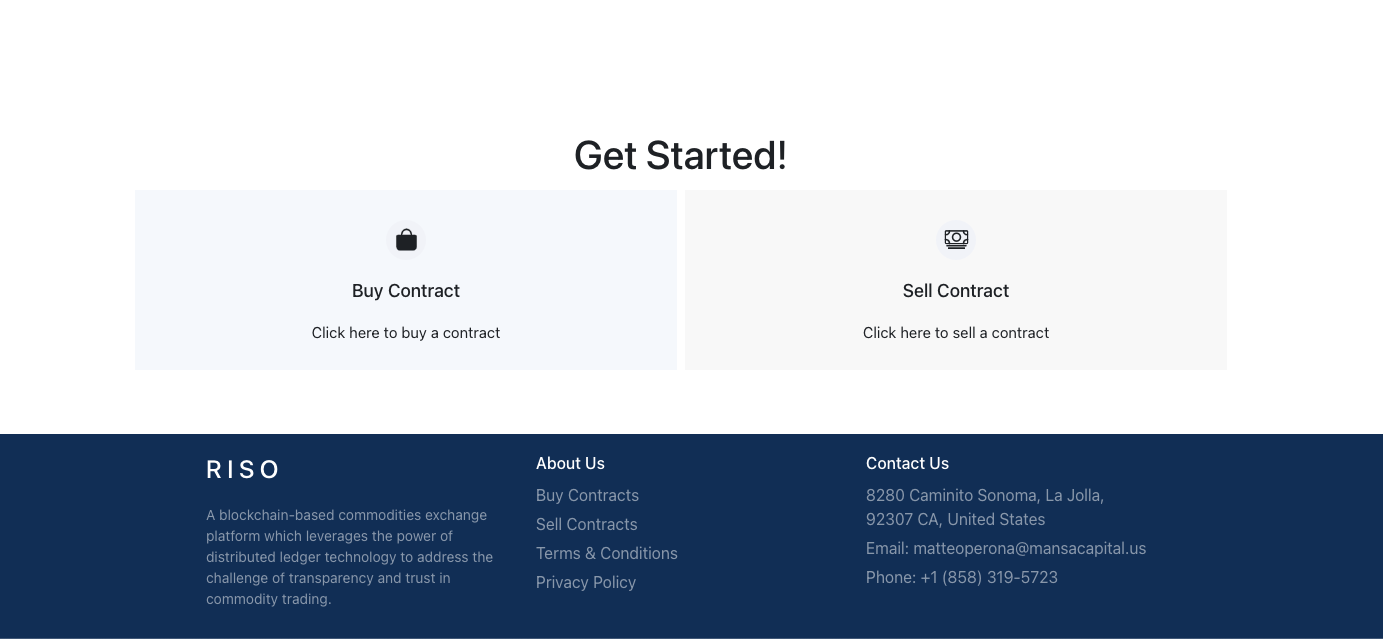 Get Started!
Buy Contract
Click here to buy a contract
Sell Contract
Click here to sell a contract
R I S O
A blockchain-based commodities exchange
platform which leverages the power of
distributed ledger technology to address the
challenge of transparency and trust in
commodity trading.
About Us
Buy Contracts
Sell Contracts
Terms & Conditions
Privacy Policy
Contact Us
8280 Caminito Sonoma, La Jolla,
92307 CA, United States
Email: matteoperona@mansacapital.us
Phone: +1 (858) 319-5723